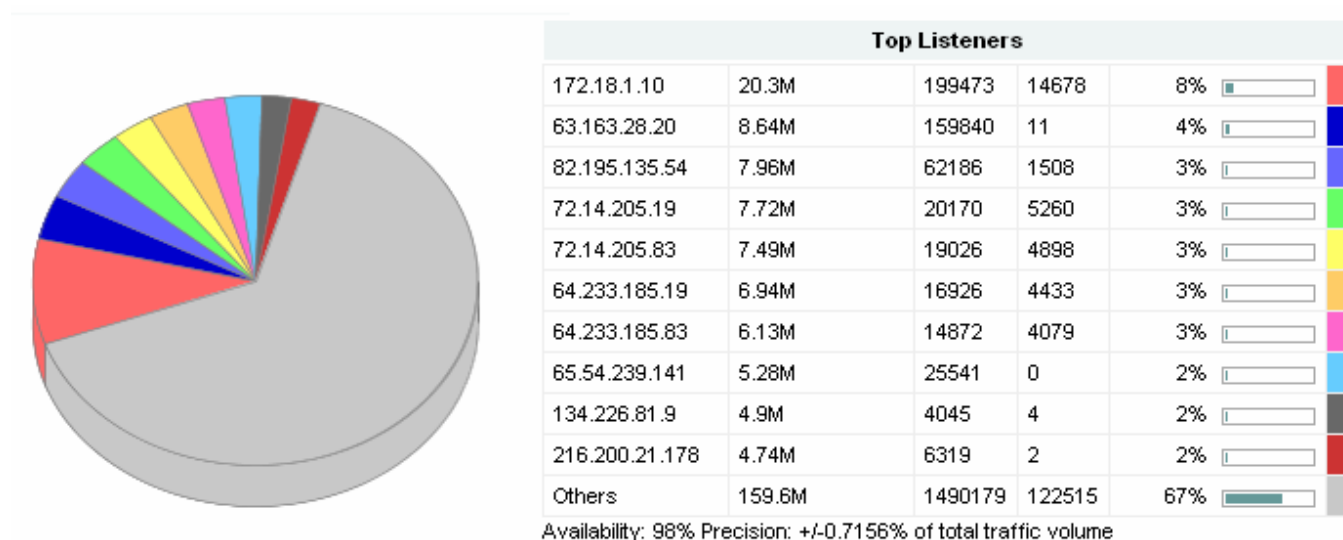 Top Listeners
172.18.1.10 20.3M 199473 14678 8%
63.163.28.20 8.64M 159840 11 4%
82.195.135.54 7.96M 62186 1508 3%
72.14.205.19 7.72M 20170 5260 3%
72.14.205.83 7.49M 19026 4898 3%
64.233.185.19 6.94M 16926 4433 3%
64.233.185.83 6.13M 14872 4079 3%
65.54.239.141 5.28M 25541 0 2%
134.226.81.9 4.9M 4045 4 2%
216.200.21.178 4.74M 6319 2 2%
Others 159.6M 1490179 122515 67%
Availability: 98% Precision: +/-0.7156% of total traffic volume